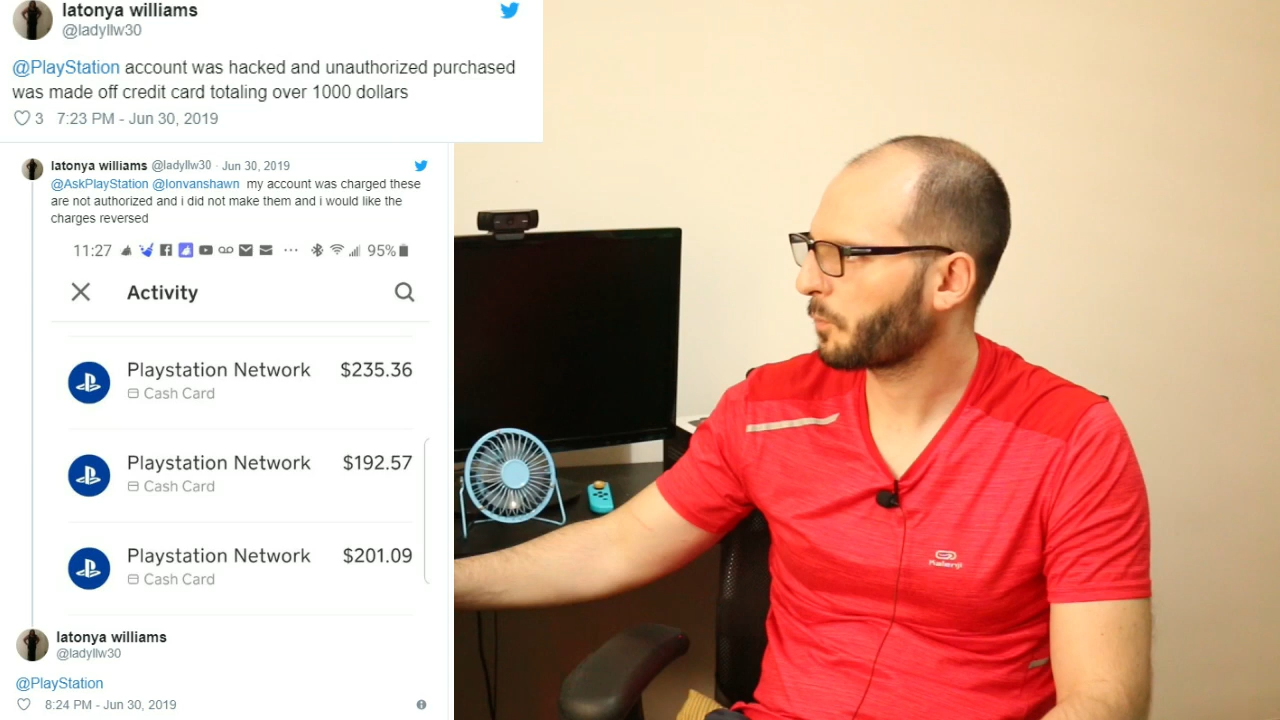 latonya williams
@ladyllw30
@PlayStation account was hacked and unauthorized purchased
was made off credit card totaling over 1000 dollars
3 7:23 PM - Jun 30, 2019
latonya williams @ladyllw30 · Jun 30, 2019
@AskPlayStation @lonvanshawn my account was charged these
are not authorized and i did not make them and i would like the
charges reversed
11:27 ... 95%
Activity
Playstation Network $235.36
Cash Card
Playstation Network $192.57
Cash Card
Playstation Network $201.09
Cash Card
latonya williams
@ladyllw30
@PlayStation
8:24 PM - Jun 30, 2019
Kalenji